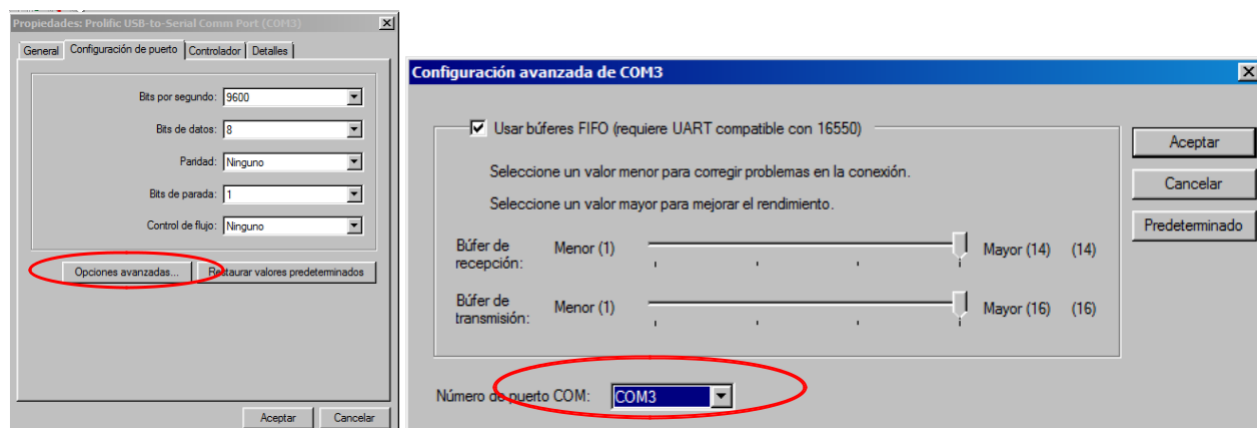 Propiedades: Prolific USB-to-Serial Comm Port (COM3)
General Configuración de puerto Controlador Detalles
Bits por segundo: 9600
Bits de datos: 8
Paridad: Ninguno
Bits de parada: 1
Control de flujo: Ninguno
Opciones avanzadas... Restaurar valores predeterminados
Aceptar Cancelar
Configuración avanzada de COM3
Usar búferes FIFO (requiere UART compatible con 16550)
Seleccione un valor menor para corregir problemas en la conexión.
Seleccione un valor mayor para mejorar el rendimiento.
Búfer de recepción: Menor (1) Mayor (14) (14)
Búfer de transmisión: Menor (1) Mayor (16) (16)
Número de puerto COM: COM3
Aceptar
Cancelar
Predeterminado